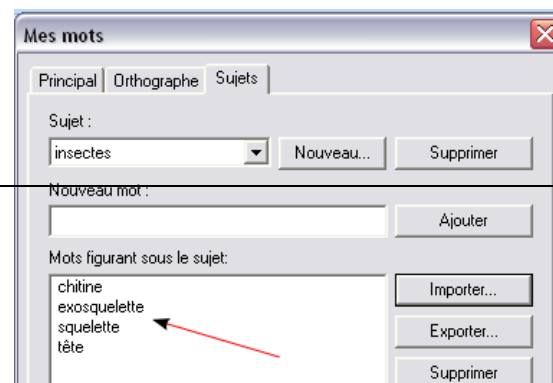 Mes mots
Principal Orthographe Sujets
Sujet :
insectes Nouveau... Supprimer
Nouveau mot :
Ajouter
Mots figurant sous le sujet:
chitine Importer...
exosquelette
squelette Exporter...
tête
Supprimer